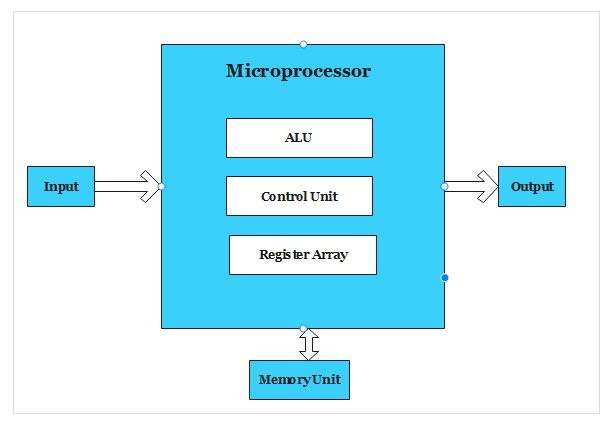 Microprocessor
ALU
Input
Control Unit
Output
Register Array
Memory Unit